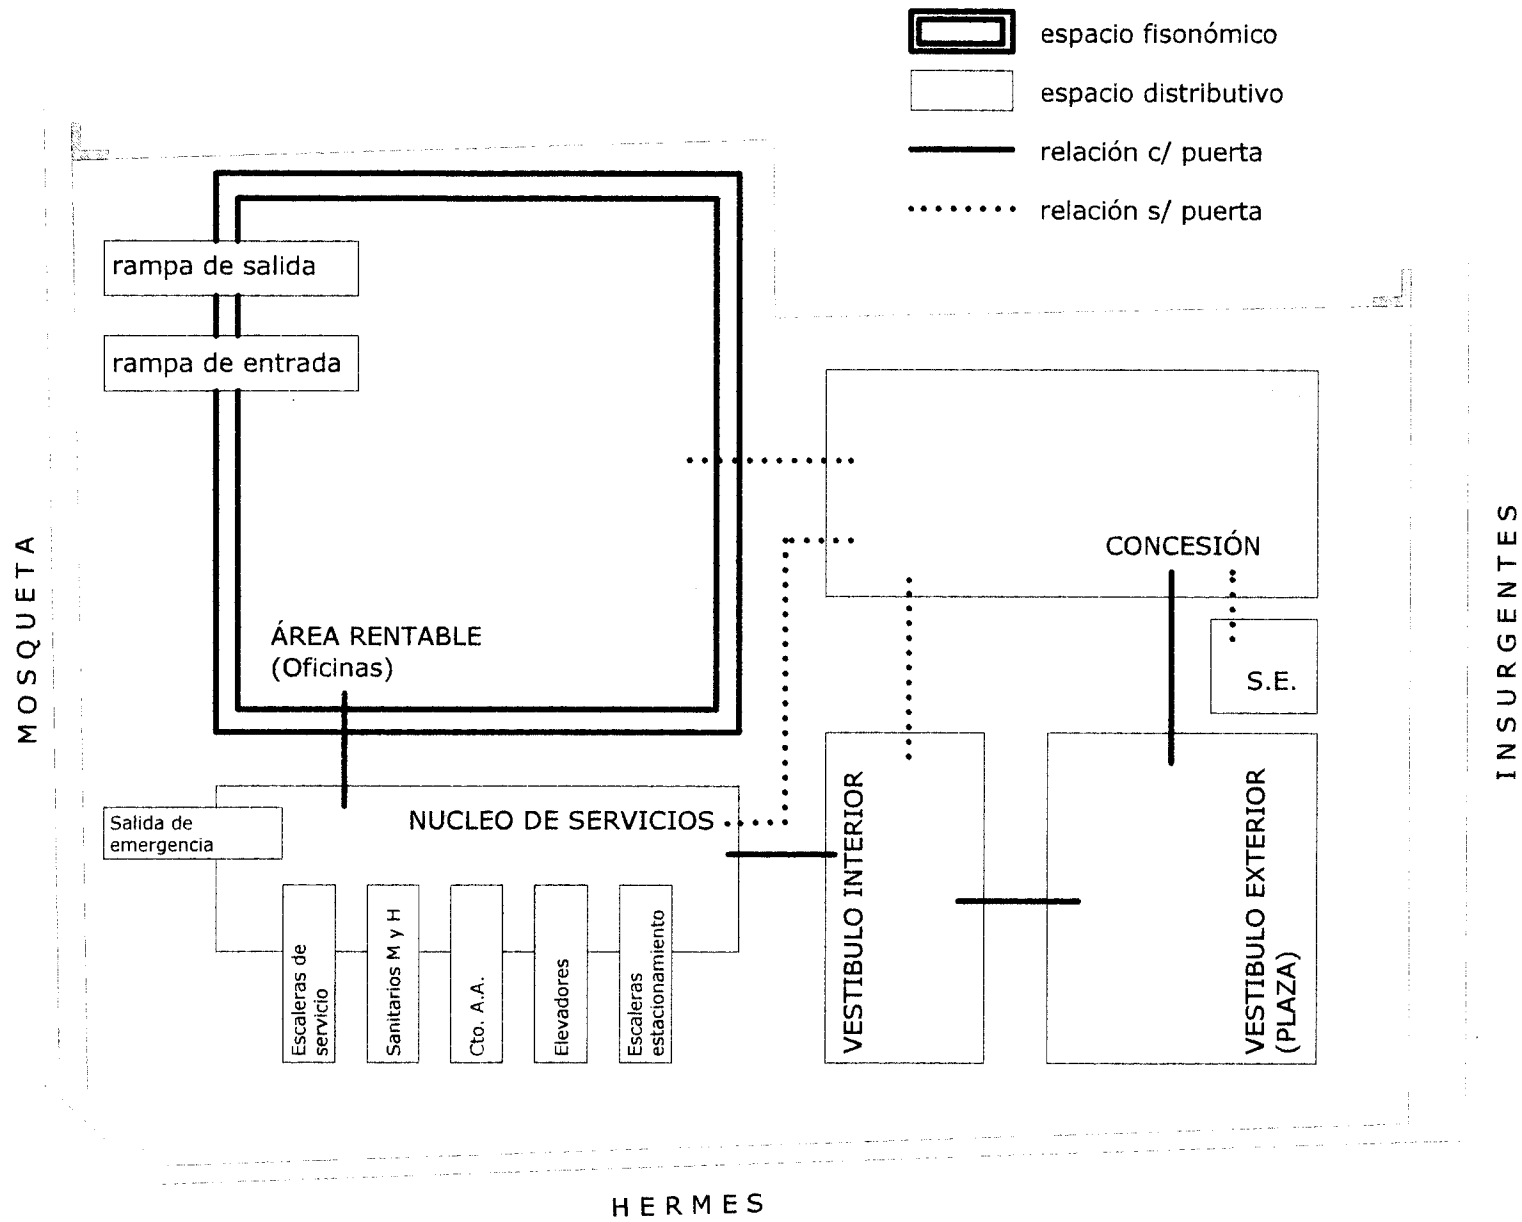 espacio fisonómico
espacio distributivo
relación c/ puerta
relación s/ puerta
rampa de salida
rampa de entrada
MOSQUETA
INSURGENTES
CONCESIÓN
ÁREA RENTABLE
(Oficinas)
S.E.
Salida de
emergencia
NUCLEO DE SERVICIOS
VESTIBULO INTERIOR
VESTIBULO EXTERIOR
(PLAZA)
Escaleras de
servicio
Sanitarios M y H
Cto. A.A.
Elevadores
Escaleras
estacionamiento
HERMES